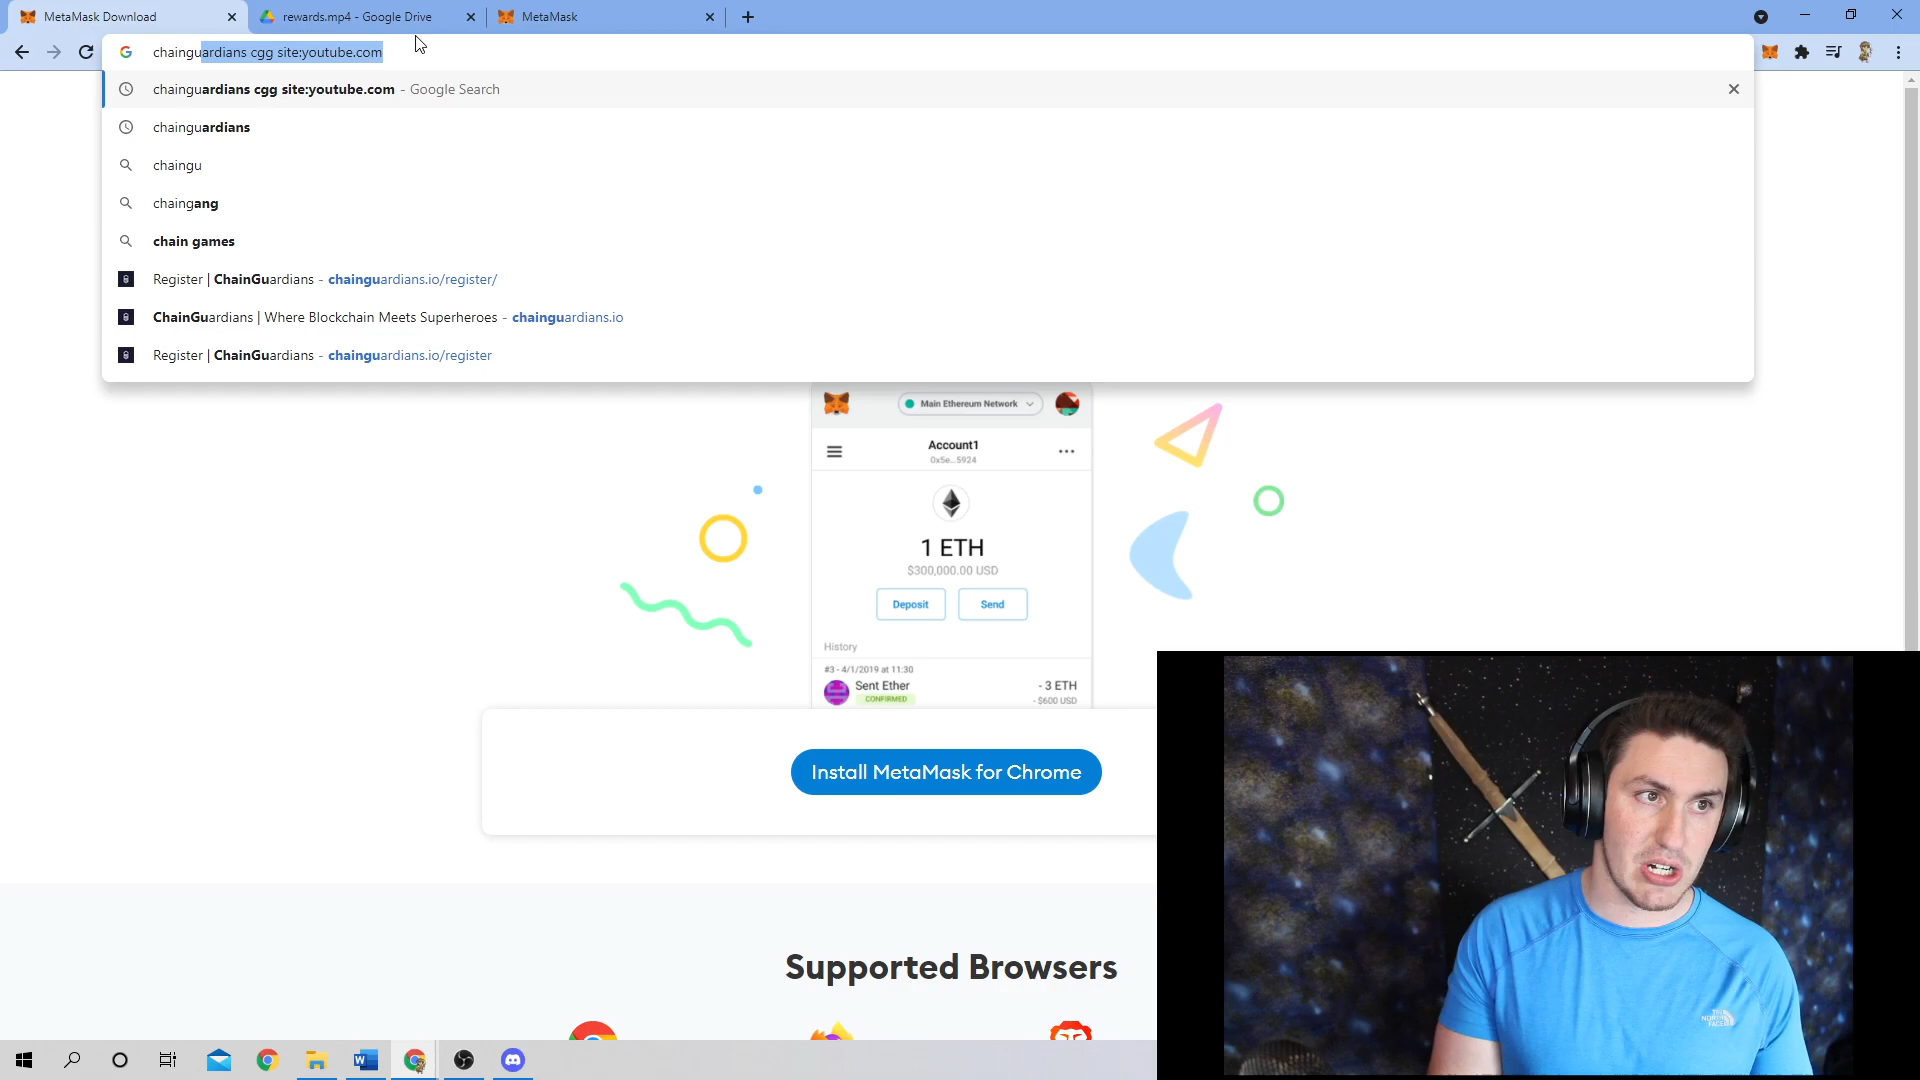 MetaMask Download
rewards.mp4 - Google Drive
MetaMask
chainguardians cgg site:youtube.com
chainguardians cgg site:youtube.com - Google Search
chainguardians
chaingu
chaingang
chain games
Register | ChainGuardians - chainguardians.io/register/
ChainGuardians | Where Blockchain Meets Superheroes - chainguardians.io
Register | ChainGuardians - chainguardians.io/register
Main Ethereum Network
Account1
0x5e...5924
1 ETH
$300,000.00 USD
Deposit
Send
History
#3 - 4/1/2019 at 11:30
Sent Ether
- 3 ETH
CONFIRMED
- $600 USD
Install MetaMask for Chrome
Supported Browsers
THE
NORTH
FACE